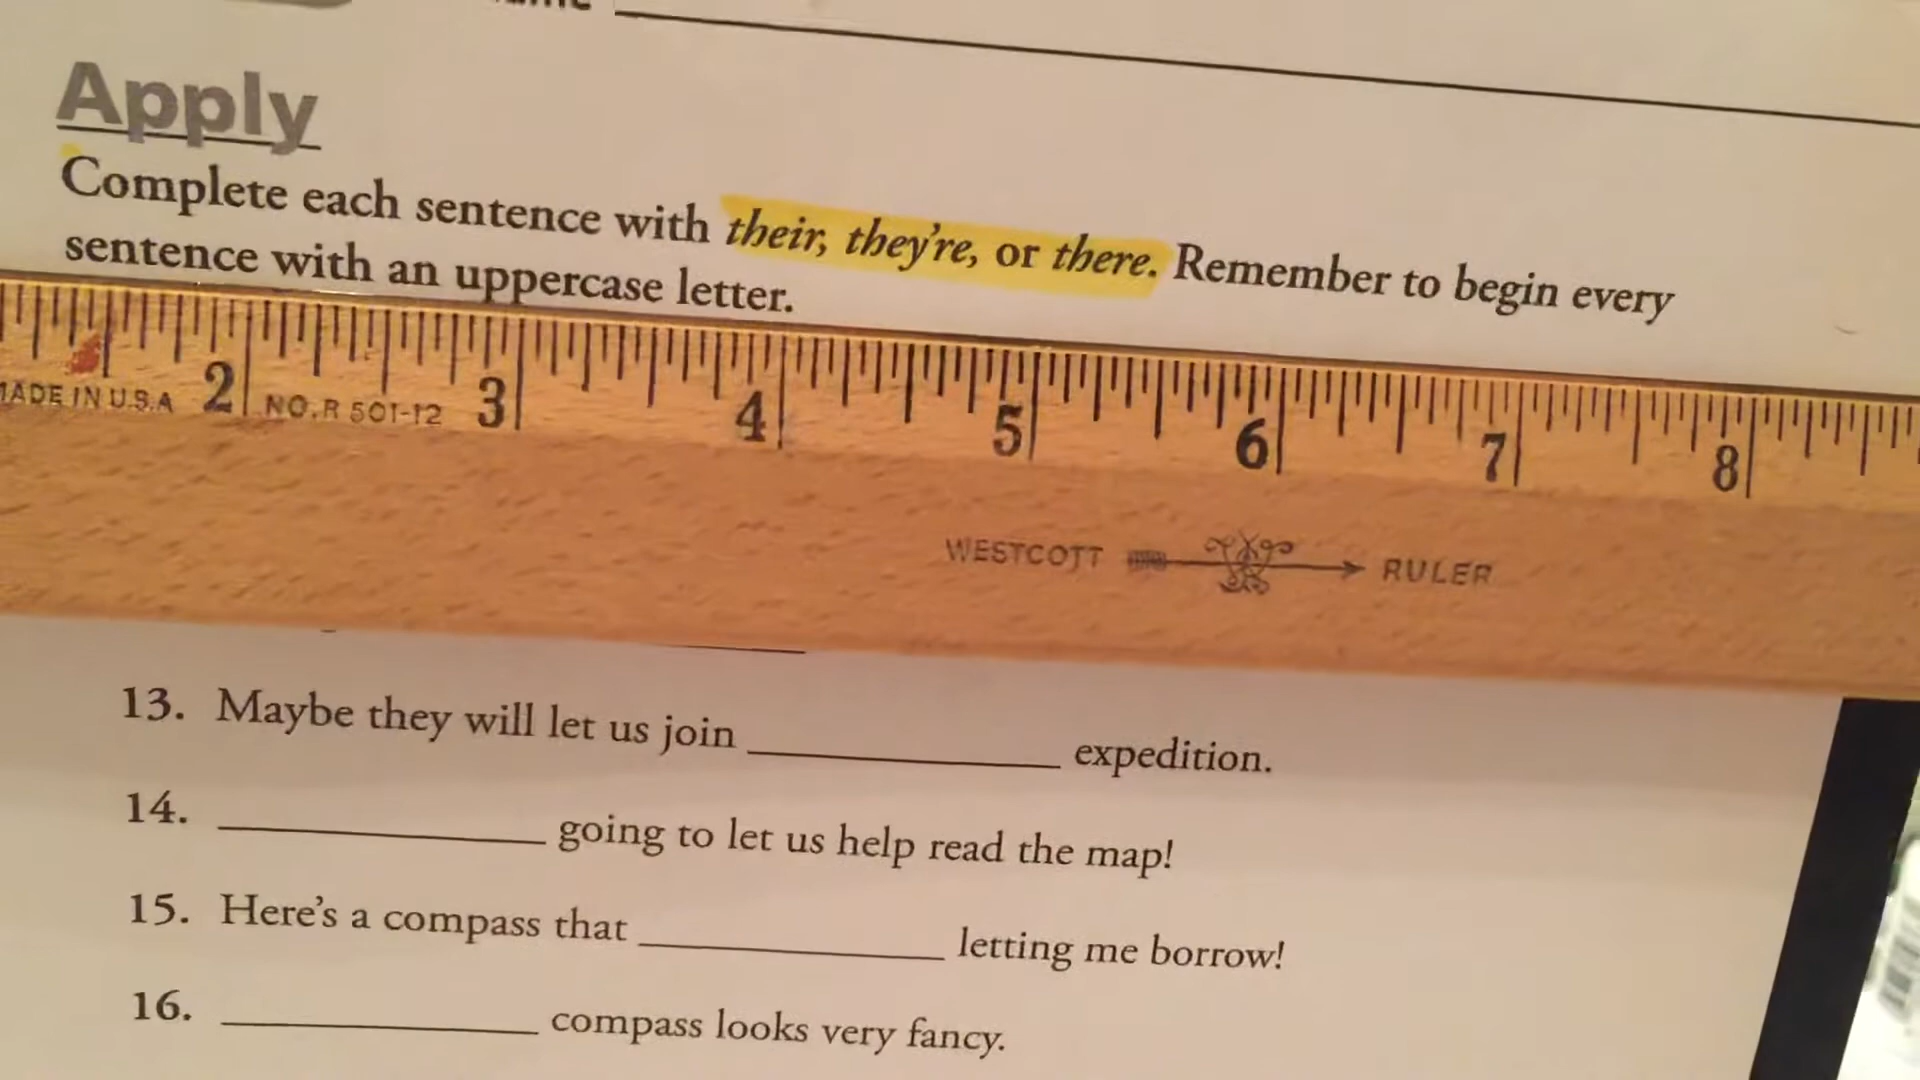 Apply
Complete each sentence with their, they're, or there. Remember to begin every
sentence with an uppercase letter.
MADE IN U.S.A 2 NO.R 501-12 3 4 5 6 7 8
WESTCOTT RULER
13. Maybe they will let us join __________ expedition.
14. __________ going to let us help read the map!
15. Here's a compass that __________ letting me borrow!
16. __________ compass looks very fancy.